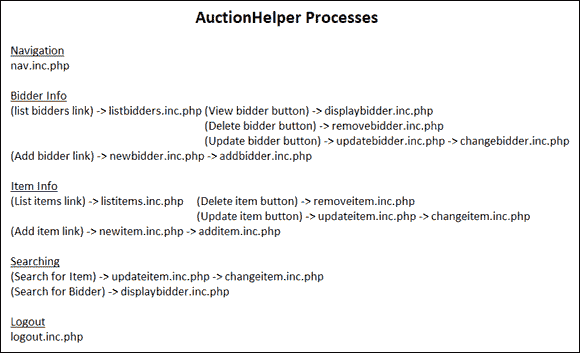 AuctionHelper Processes
Navigation
nav.inc.php
Bidder Info
(list bidders link) -> listbidders.inc.php (View bidder button) -> displaybidder.inc.php
(Delete bidder button) -> removebidder.inc.php
(Update bidder button) -> updatebidder.inc.php -> changebidder.inc.php
(Add bidder link) -> newbidder.inc.php -> addbidder.inc.php
Item Info
(List items link) -> listitems.inc.php (Delete item button) -> removeitem.inc.php
(Update item button) -> updateitem.inc.php -> changeitem.inc.php
(Add item link) -> newitem.inc.php -> additem.inc.php
Searching
(Search for Item) -> updateitem.inc.php -> changeitem.inc.php
(Search for Bidder) -> displaybidder.inc.php
Logout
logout.inc.php